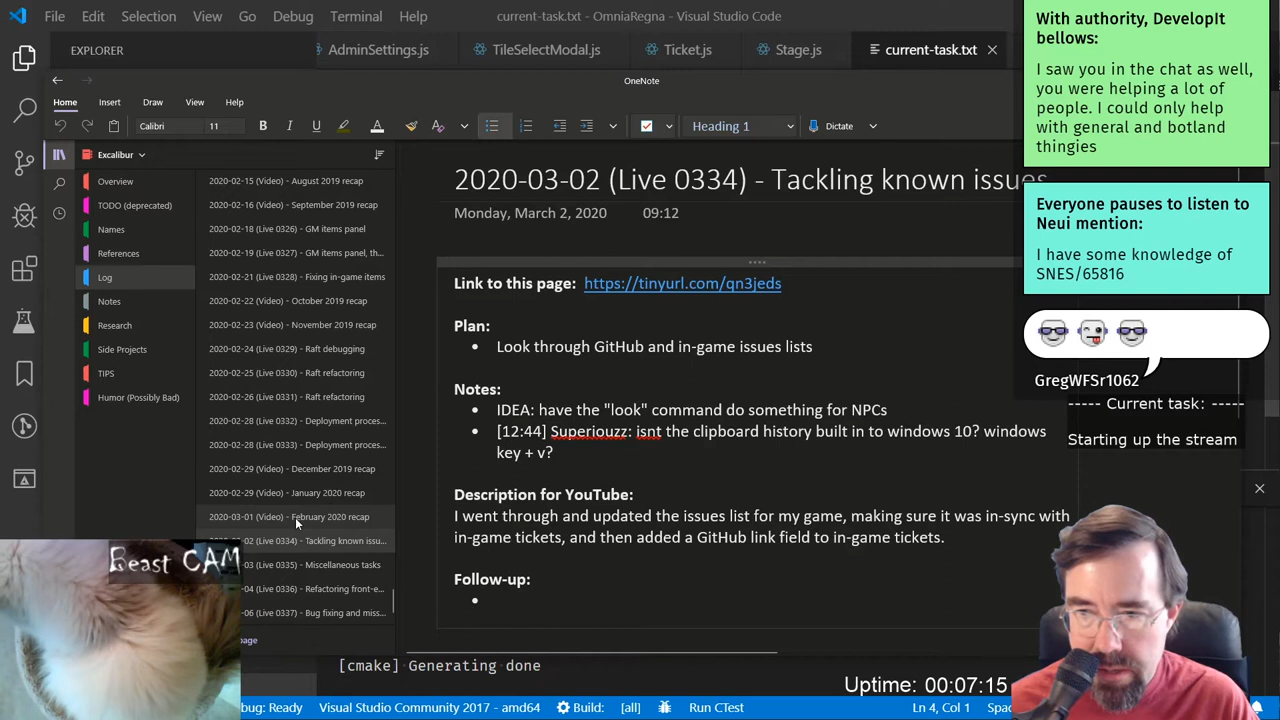 File Edit Selection View Go Debug Terminal Help
current-task.txt - OmniaRegna - Visual Studio Code
EXPLORER
AdminSettings.js
TileSelectModal.js
Ticket.js
Stage.js
current-task.txt
OneNote
Home Insert Draw View Help
Calibri 11 B I U A Heading 1 Dictate
Excalibur
Overview
TODO (deprecated)
Names
References
Log
Notes
Research
Side Projects
TIPS
Humor (Possibly Bad)
2020-02-15 (Video) - August 2019 recap
2020-02-16 (Video) - September 2019 recap
2020-02-18 (Live 0326) - GM items panel
2020-02-19 (Live 0327) - GM items panel, th...
2020-02-21 (Live 0328) - Fixing in-game items
2020-02-22 (Video) - October 2019 recap
2020-02-23 (Video) - November 2019 recap
2020-02-24 (Live 0329) - Raft debugging
2020-02-25 (Live 0330) - Raft refactoring
2020-02-26 (Live 0331) - Raft refactoring
2020-02-28 (Live 0332) - Deployment proces...
2020-02-28 (Live 0333) - Deployment proces...
2020-02-29 (Video) - December 2019 recap
2020-02-29 (Video) - January 2020 recap
2020-03-01 (Video) - February 2020 recap
-02 (Live 0334) - Tackling known issu...
-03 (Live 0335) - Miscellaneous tasks
-04 (Live 0336) - Refactoring front-e...
-06 (Live 0337) - Bug fixing and miss...
page
2020-03-02 (Live 0334) - Tackling known issues
Monday, March 2, 2020 09:12
Link to this page: https://tinyurl.com/qn3jeds
Plan:
• Look through GitHub and in-game issues lists
Notes:
• IDEA: have the "look" command do something for NPCs
• [12:44] Superiouzz: isnt the clipboard history built in to windows 10? windows
key + v?
Description for YouTube:
I went through and updated the issues list for my game, making sure it was in-sync with
in-game tickets, and then added a GitHub link field to in-game tickets.
Follow-up:
•
With authority, DevelopIt
bellows:
I saw you in the chat as well,
you were helping a lot of
people. I could only help
with general and botland
thingies
Everyone pauses to listen to
Neui mention:
I have some knowledge of
SNES/65816
GregWFSr1062
----- Current task: -----
Starting up the stream
Beast CAM
[cmake] Generating done
Uptime: 00:07:15
bug: Ready Visual Studio Community 2017 - amd64 Build: [all] Run CTest Ln 4, Col 1 Spac